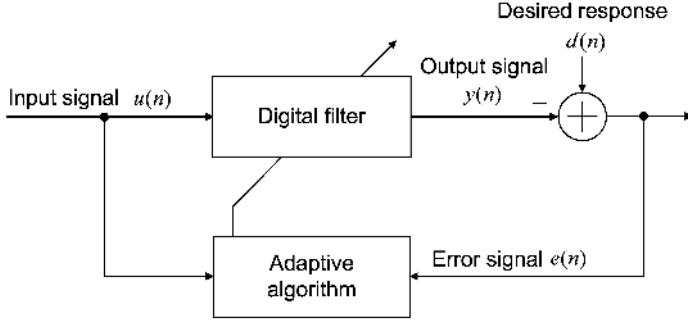 Desired response
d(n)
Output signal
y(n)
−
Input signal u(n)
Digital filter
Adaptive
algorithm
Error signal e(n)